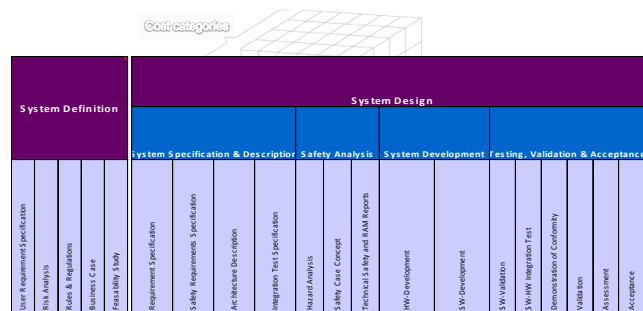 Cost categories
System Definition
System Design
System Specification & Description
Safety Analysis
System Development
Testing, Validation & Acceptance
User Requirement Specification
Risk Analysis
Rules & Regulations
Business Case
Feasability Study
Requirement Specification
Safety Requirements Specification
Architecture Description
Integration Test Specification
Hazard Analysis
Safety Case Concept
Technical Safety and RAM Reports
HW-Development
SW-Development
SW-Validation
SW-HW Integration Test
Demonstration of Conformity
Validation
Assessment
Acceptance